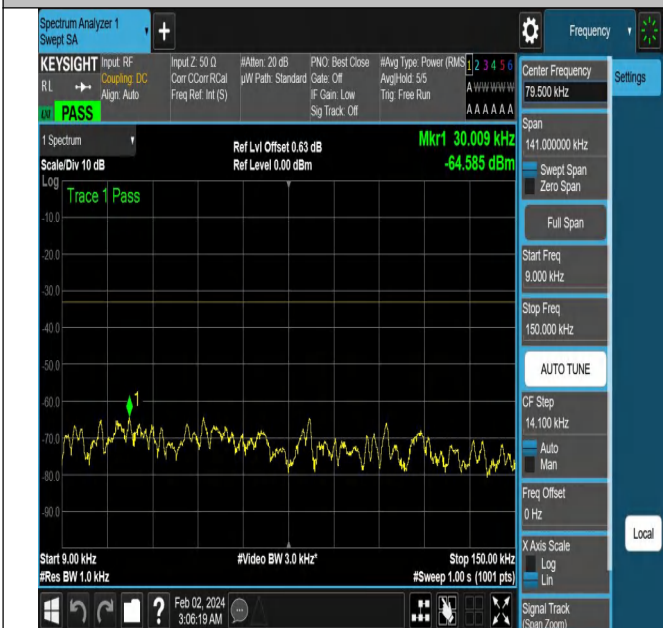 Spectrum Analyzer 1
Swept SA
+
Frequency
KEYSIGHT
Input: RF
Coupling: DC
Align: Auto
RL
PASS
Input Z: 50 Ω
Corr CCorr RCal
Freq Ref: Int (S)
#Atten: 20 dB
µW Path: Standard
PNO: Best Close
Gate: Off
IF Gain: Low
Sig Track: Off
#Avg Type: Power (RMS
Avg|Hold: 5/5
Trig: Free Run
1 2 3 4 5 6
A W W W W W
A A A A A A
1 Spectrum
Scale/Div 10 dB
Ref Lvl Offset 0.63 dB
Ref Level 0.00 dBm
Mkr1 30.009 kHz
-64.585 dBm
Log
Trace 1 Pass
-10.0
-20.0
-30.0
-40.0
-50.0
-60.0
-70.0
-80.0
-90.0
1
Start 9.00 kHz
#Res BW 1.0 kHz
#Video BW 3.0 kHz*
Stop 150.00 kHz
#Sweep 1.00 s (1001 pts)
?
Feb 02, 2024
3:06:19 AM
Center Frequency
79.500 kHz
Settings
Span
141.000000 kHz
Swept Span
Zero Span
Full Span
Start Freq
9.000 kHz
Stop Freq
150.000 kHz
AUTO TUNE
CF Step
14.100 kHz
Auto
Man
Freq Offset
0 Hz
Local
X Axis Scale
Log
Lin
Signal Track
(Span Zoom)